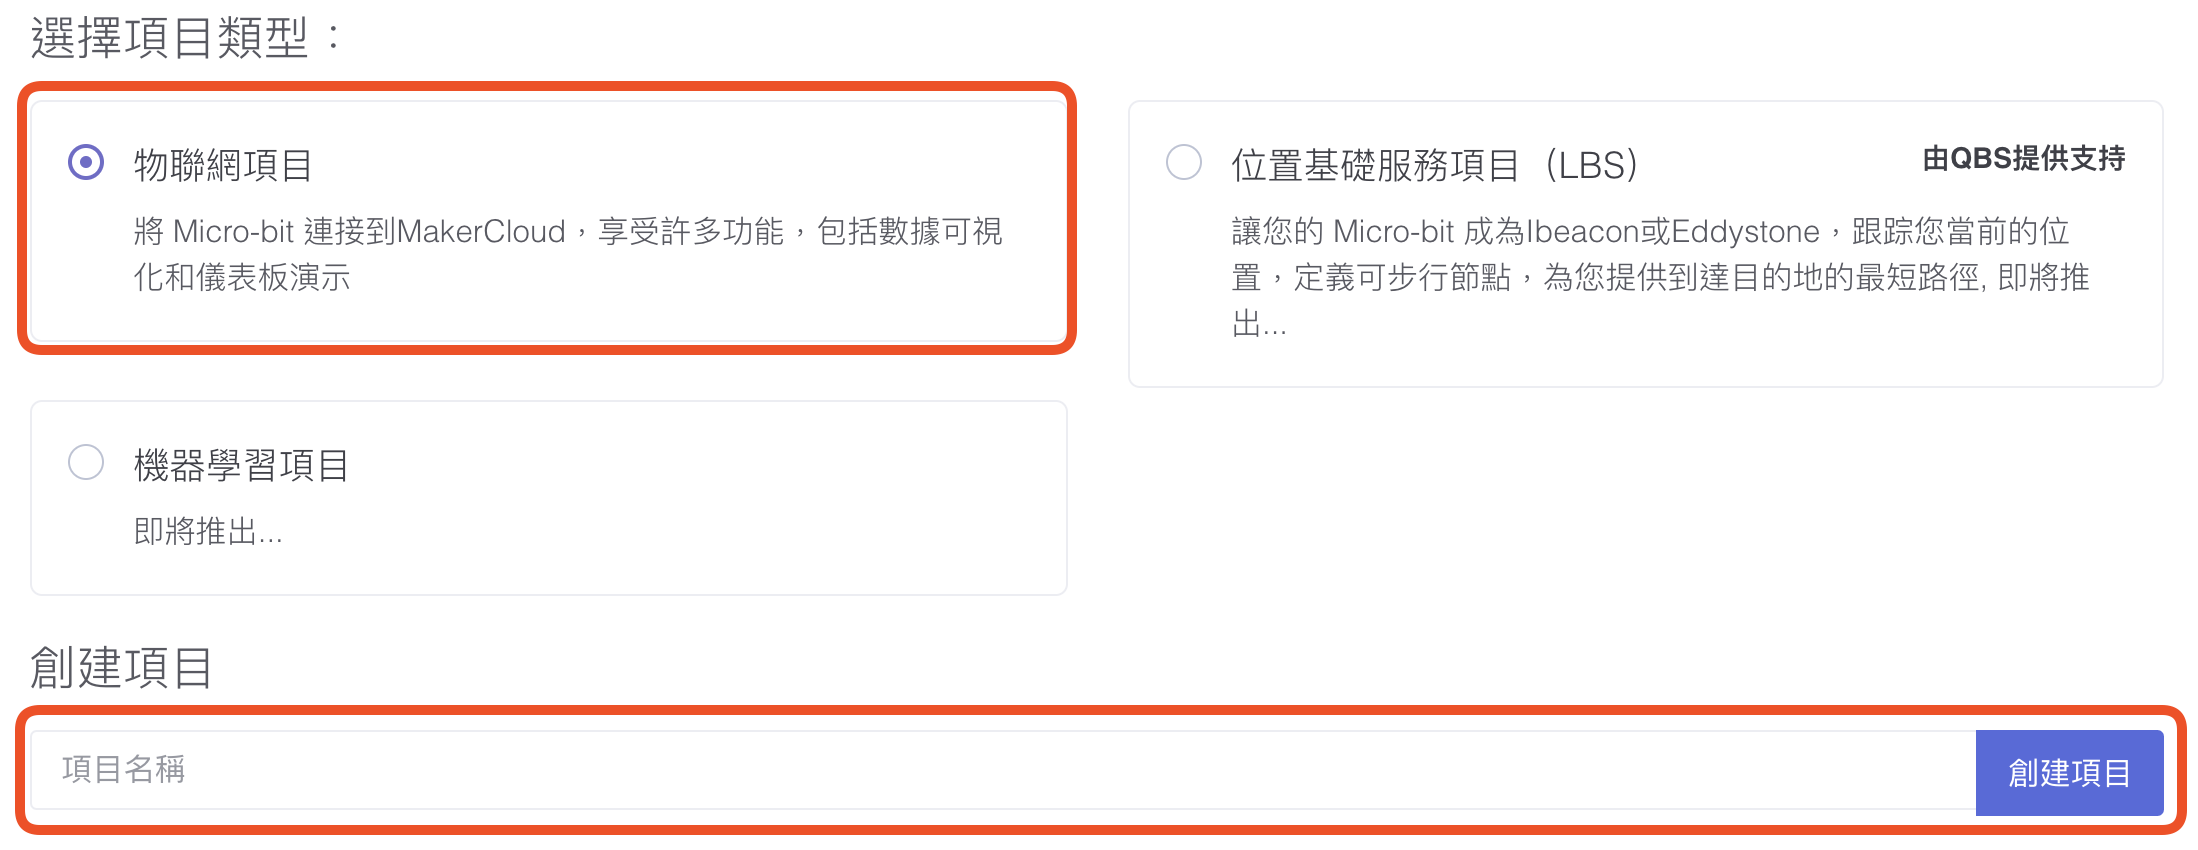 選擇項目類型：
物聯網項目
將 Micro-bit 連接到MakerCloud，享受許多功能，包括數據可視
化和儀表板演示
位置基礎服務項目（LBS）
由QBS提供支持
讓您的 Micro-bit 成為Ibeacon或Eddystone，跟踪您當前的位
置，定義可步行節點，為您提供到達目的地的最短路徑, 即將推
出...
機器學習項目
即將推出...
創建項目
項目名稱
創建項目